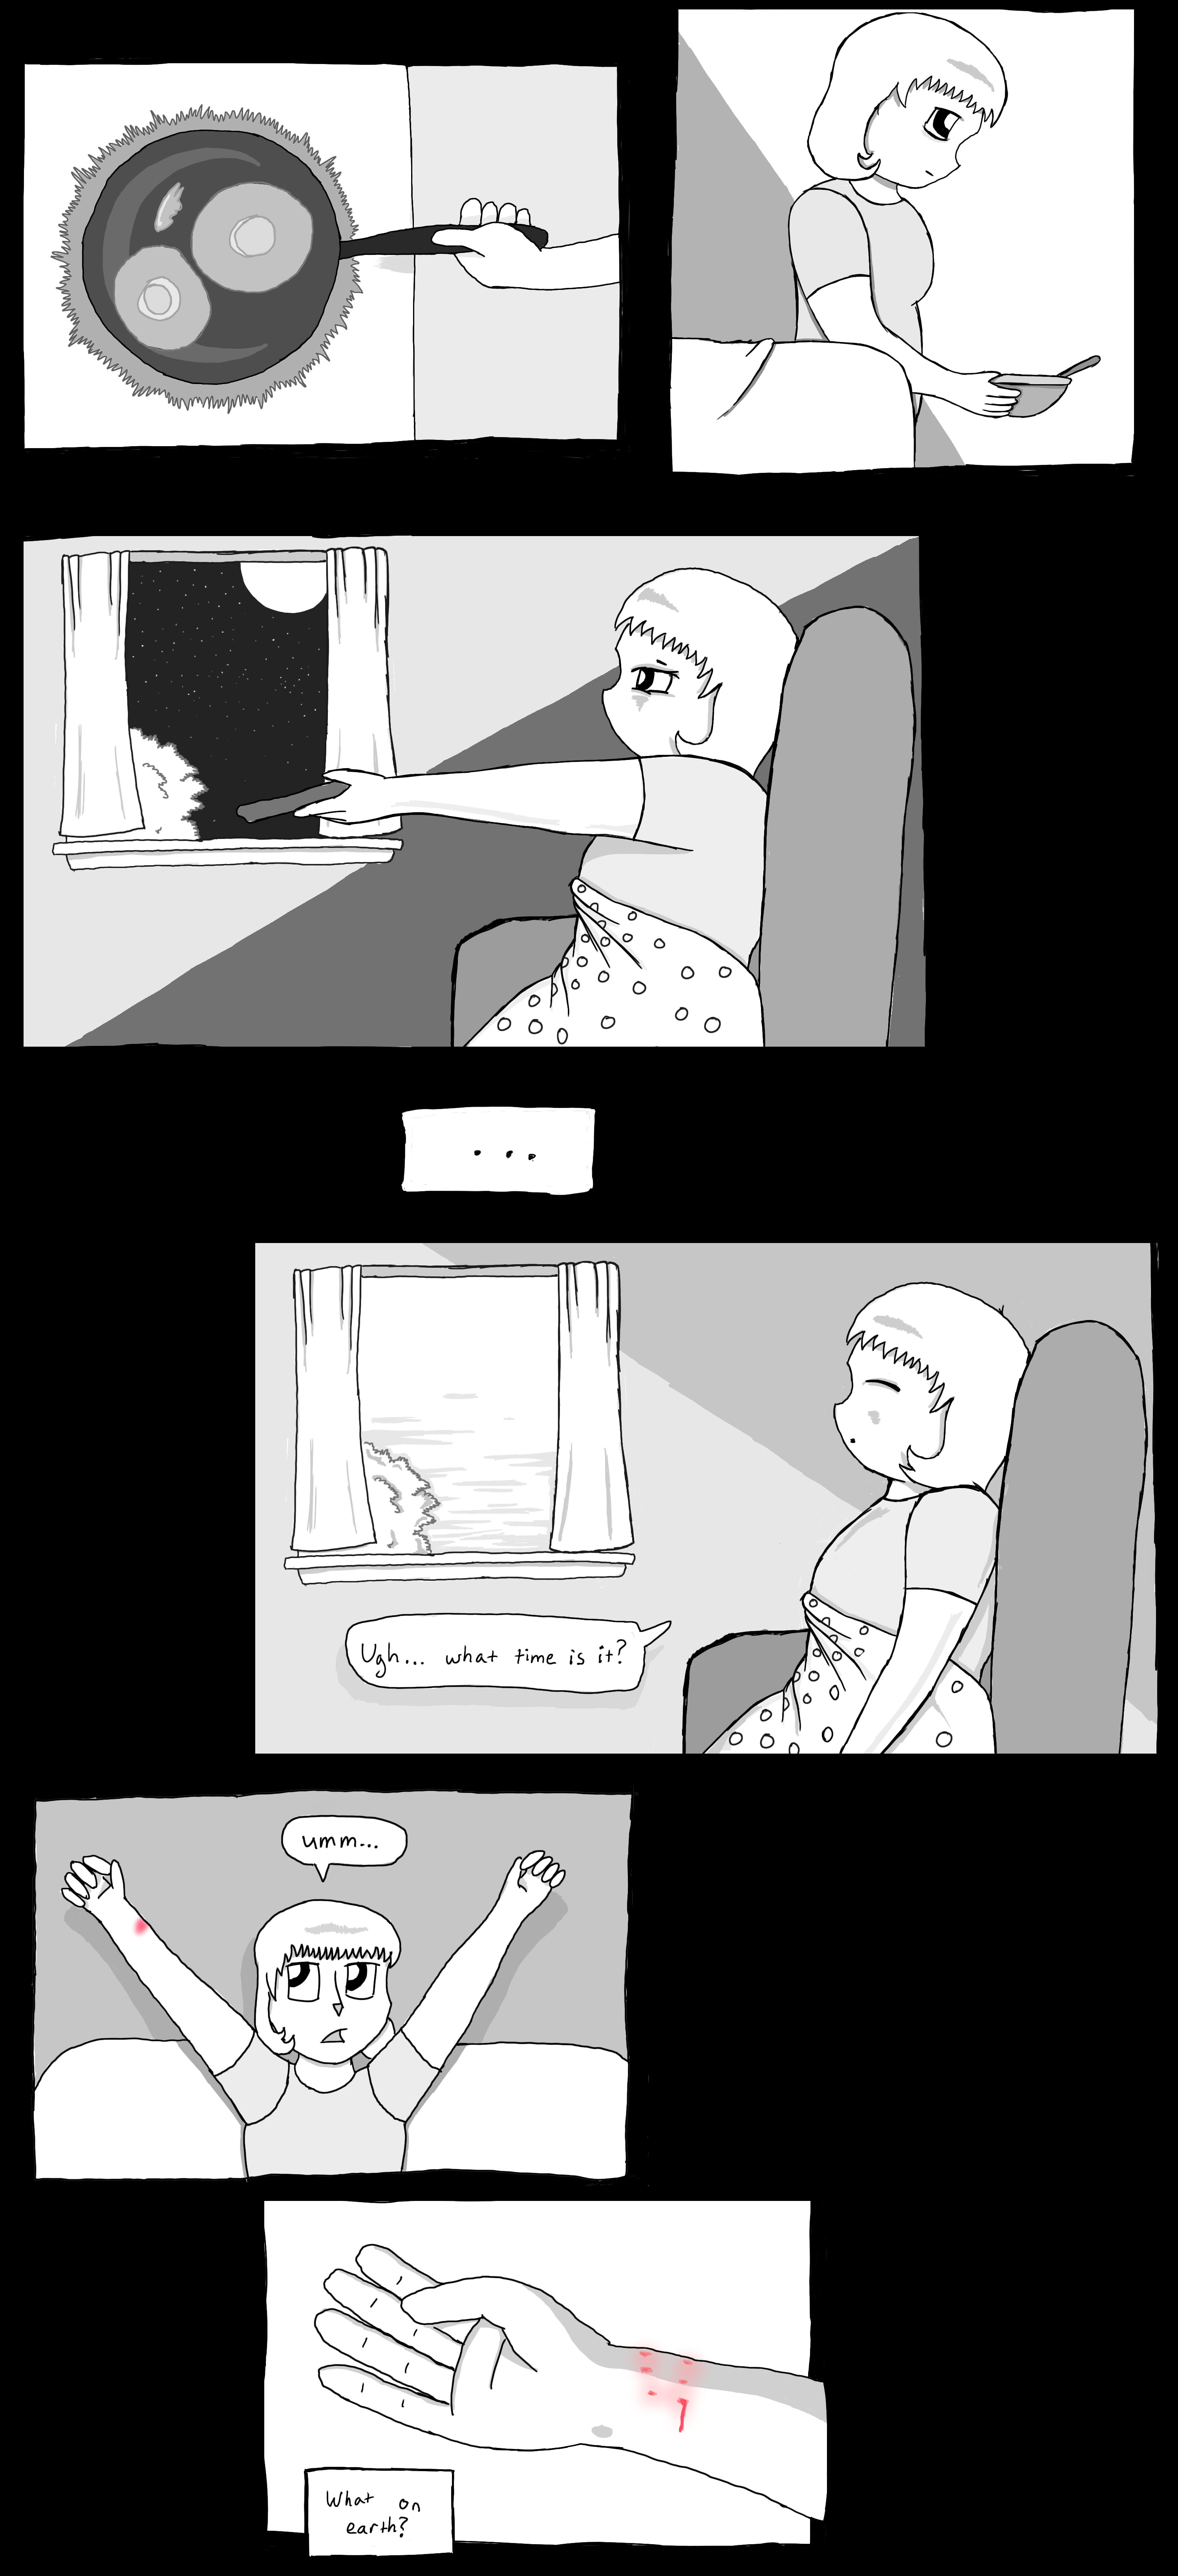 ...
Ugh... what time is it?
umm...
What on
earth?